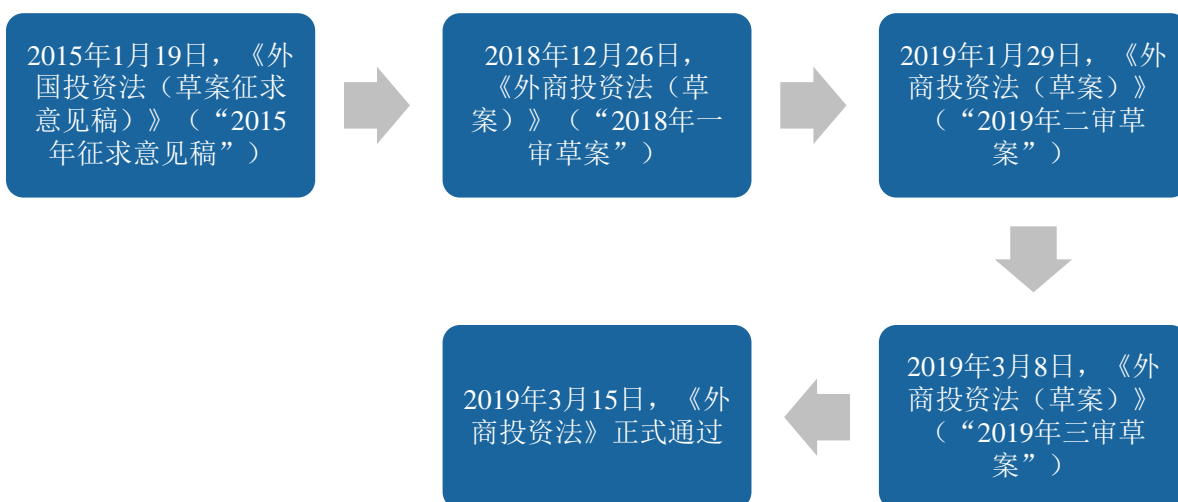 2015年1月19日，《外
国投资法（草案征求
意见稿）》（“2015
年征求意见稿”）
2018年12月26日，
《外商投资法（草
案）》（“2018年一
审草案”）
2019年1月29日，《外
商投资法（草案）》
（“2019年二审草
案”）
2019年3月8日，《外
商投资法（草案）》
（“2019年三审草
案”）
2019年3月15日，《外
商投资法》正式通过